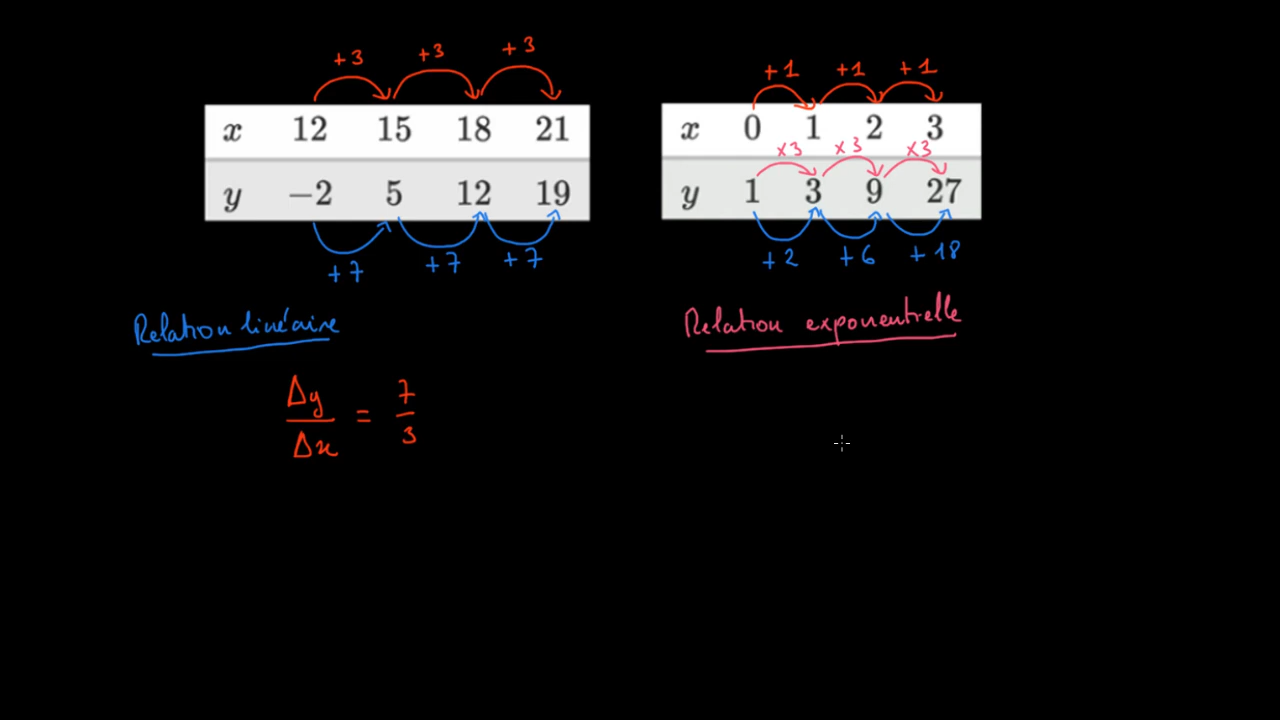 +3 +3 +3
x 12 15 18 21
y −2 5 12 19
+7 +7 +7
Relation linéaire
Δy/Δx = 7/3
+1 +1 +1
x 0 1 2 3
×3 ×3 ×3
y 1 3 9 27
+2 +6 +18
Relation exponentielle